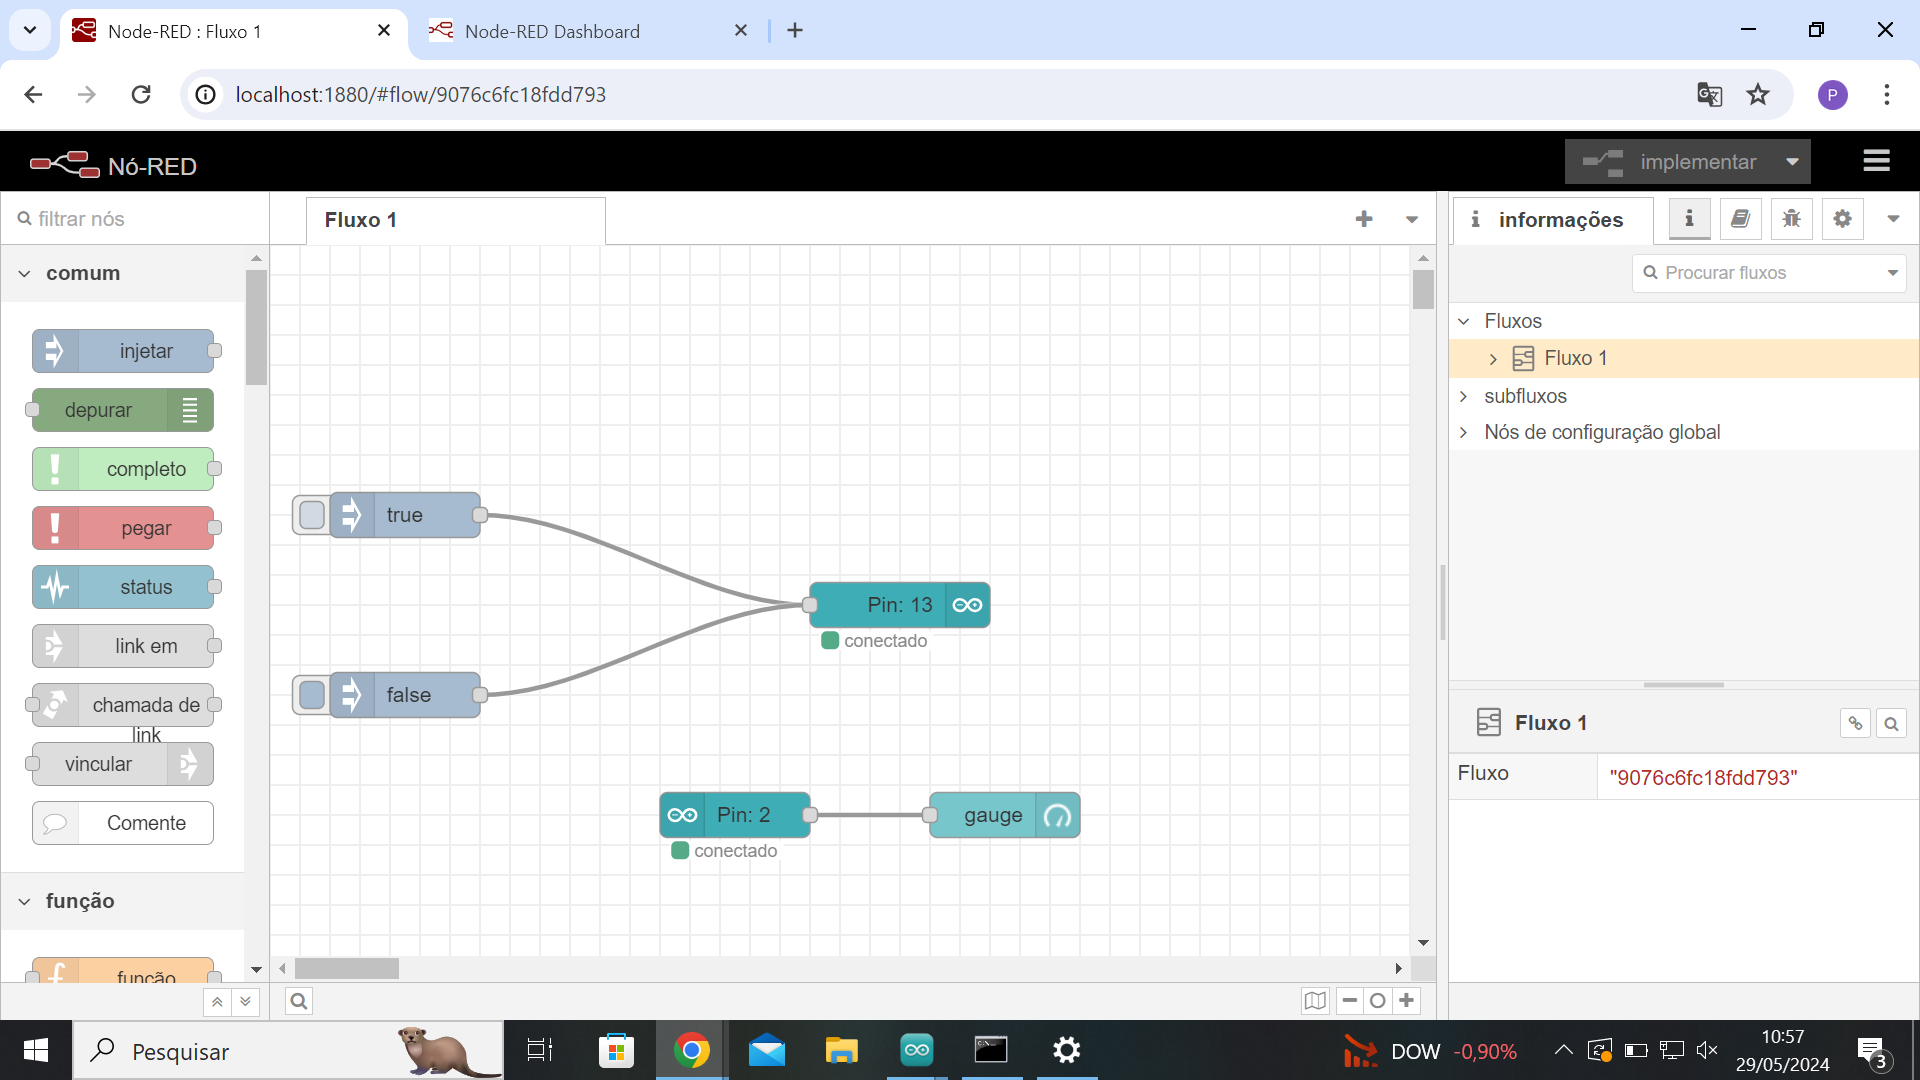 Node-RED : Fluxo 1
Node-RED Dashboard
localhost:1880/#flow/9076c6fc18fdd793
P
Nó-RED
implementar
filtrar nós
Fluxo 1
informações
comum
Procurar fluxos
Fluxos
Fluxo 1
subfluxos
Nós de configuração global
injetar
depurar
completo
pegar
status
link em
chamada de
link
vincular
Comente
função
função
true
Pin: 13
conectado
false
Pin: 2
conectado
gauge
Fluxo 1
Fluxo
"9076c6fc18fdd793"
Pesquisar
DOW -0,90%
10:57
29/05/2024
3